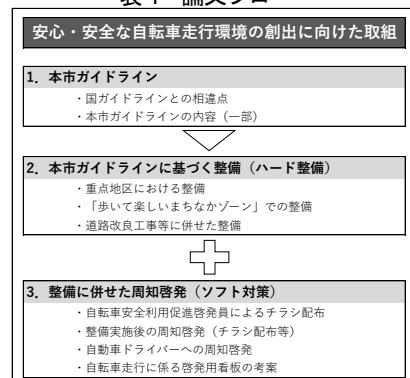 表1 論文フロー
安心・安全な自転車走行環境の創出に向けた取組
1．本市ガイドライン
・国ガイドラインとの相違点
・本市ガイドラインの内容（一部）
2．本市ガイドラインに基づく整備（ハード整備）
・重点地区における整備
・「歩いて楽しいまちなかゾーン」での整備
・道路改良工事等に併せた整備
3．整備に併せた周知啓発（ソフト対策）
・自転車安全利用促進啓発員によるチラシ配布
・整備実施後の周知啓発（チラシ配布等）
・自動車ドライバーへの周知啓発
・自転車走行に係る啓発用看板の考案